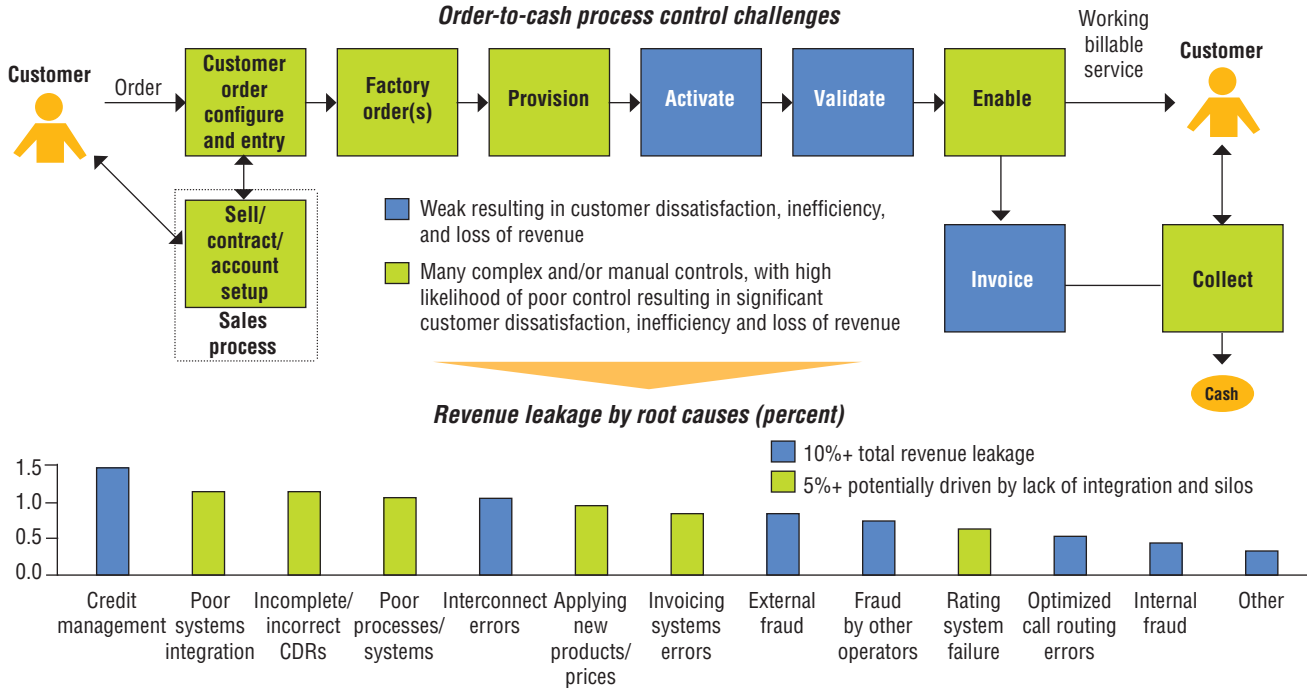 Order-to-cash process control challenges
Customer
Order
Customer
order
configure
and entry
Factory
order(s)
Provision
Activate
Validate
Enable
Working
billable
service
Customer
Sell/
contract/
account
setup
Sales
process
Weak resulting in customer dissatisfaction, inefficiency,
and loss of revenue
Many complex and/or manual controls, with high
likelihood of poor control resulting in significant
customer dissatisfaction, inefficiency and loss of revenue
Invoice
Collect
Cash
Revenue leakage by root causes (percent)
10%+ total revenue leakage
5%+ potentially driven by lack of integration and silos
1.5
1.0
0.5
0.0
Credit
management
Poor
systems
integration
Incomplete/
incorrect
CDRs
Poor
processes/
systems
Interconnect
errors
Applying
new
products/
prices
Invoicing
systems
errors
External
fraud
Fraud
by other
operators
Rating
system
failure
Optimized
call routing
errors
Internal
fraud
Other